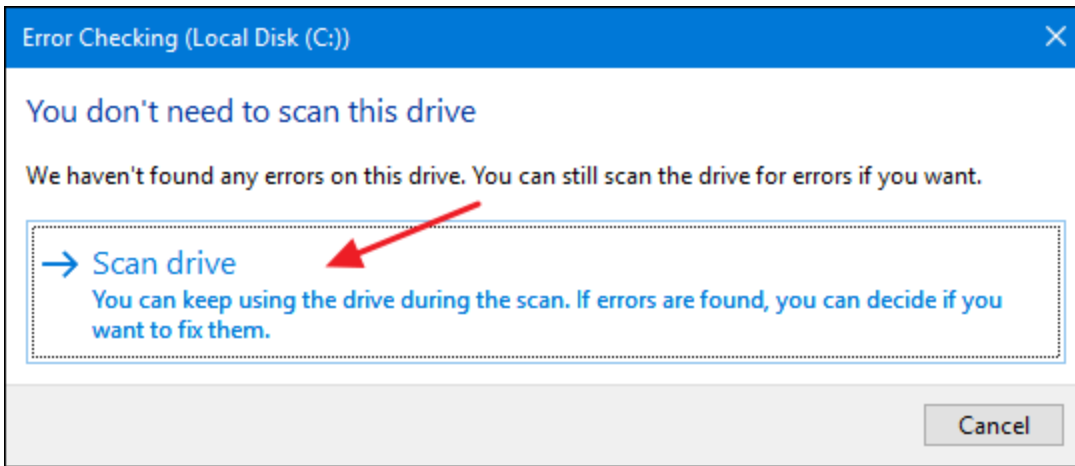 Error Checking (Local Disk (C:))
You don't need to scan this drive
We haven't found any errors on this drive. You can still scan the drive for errors if you want.
Scan drive
You can keep using the drive during the scan. If errors are found, you can decide if you
want to fix them.
Cancel